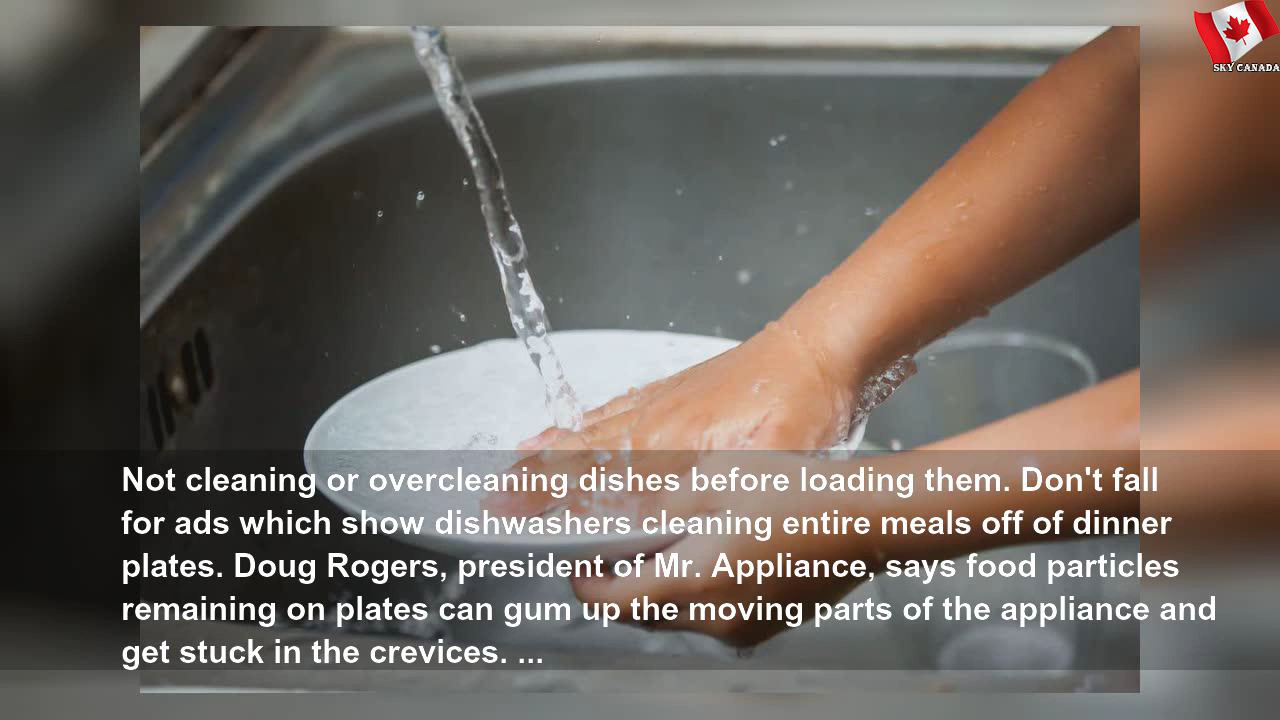 SKY CANADA
Not cleaning or overcleaning dishes before loading them. Don't fall
for ads which show dishwashers cleaning entire meals off of dinner
plates. Doug Rogers, president of Mr. Appliance, says food particles
remaining on plates can gum up the moving parts of the appliance and
get stuck in the crevices. ...